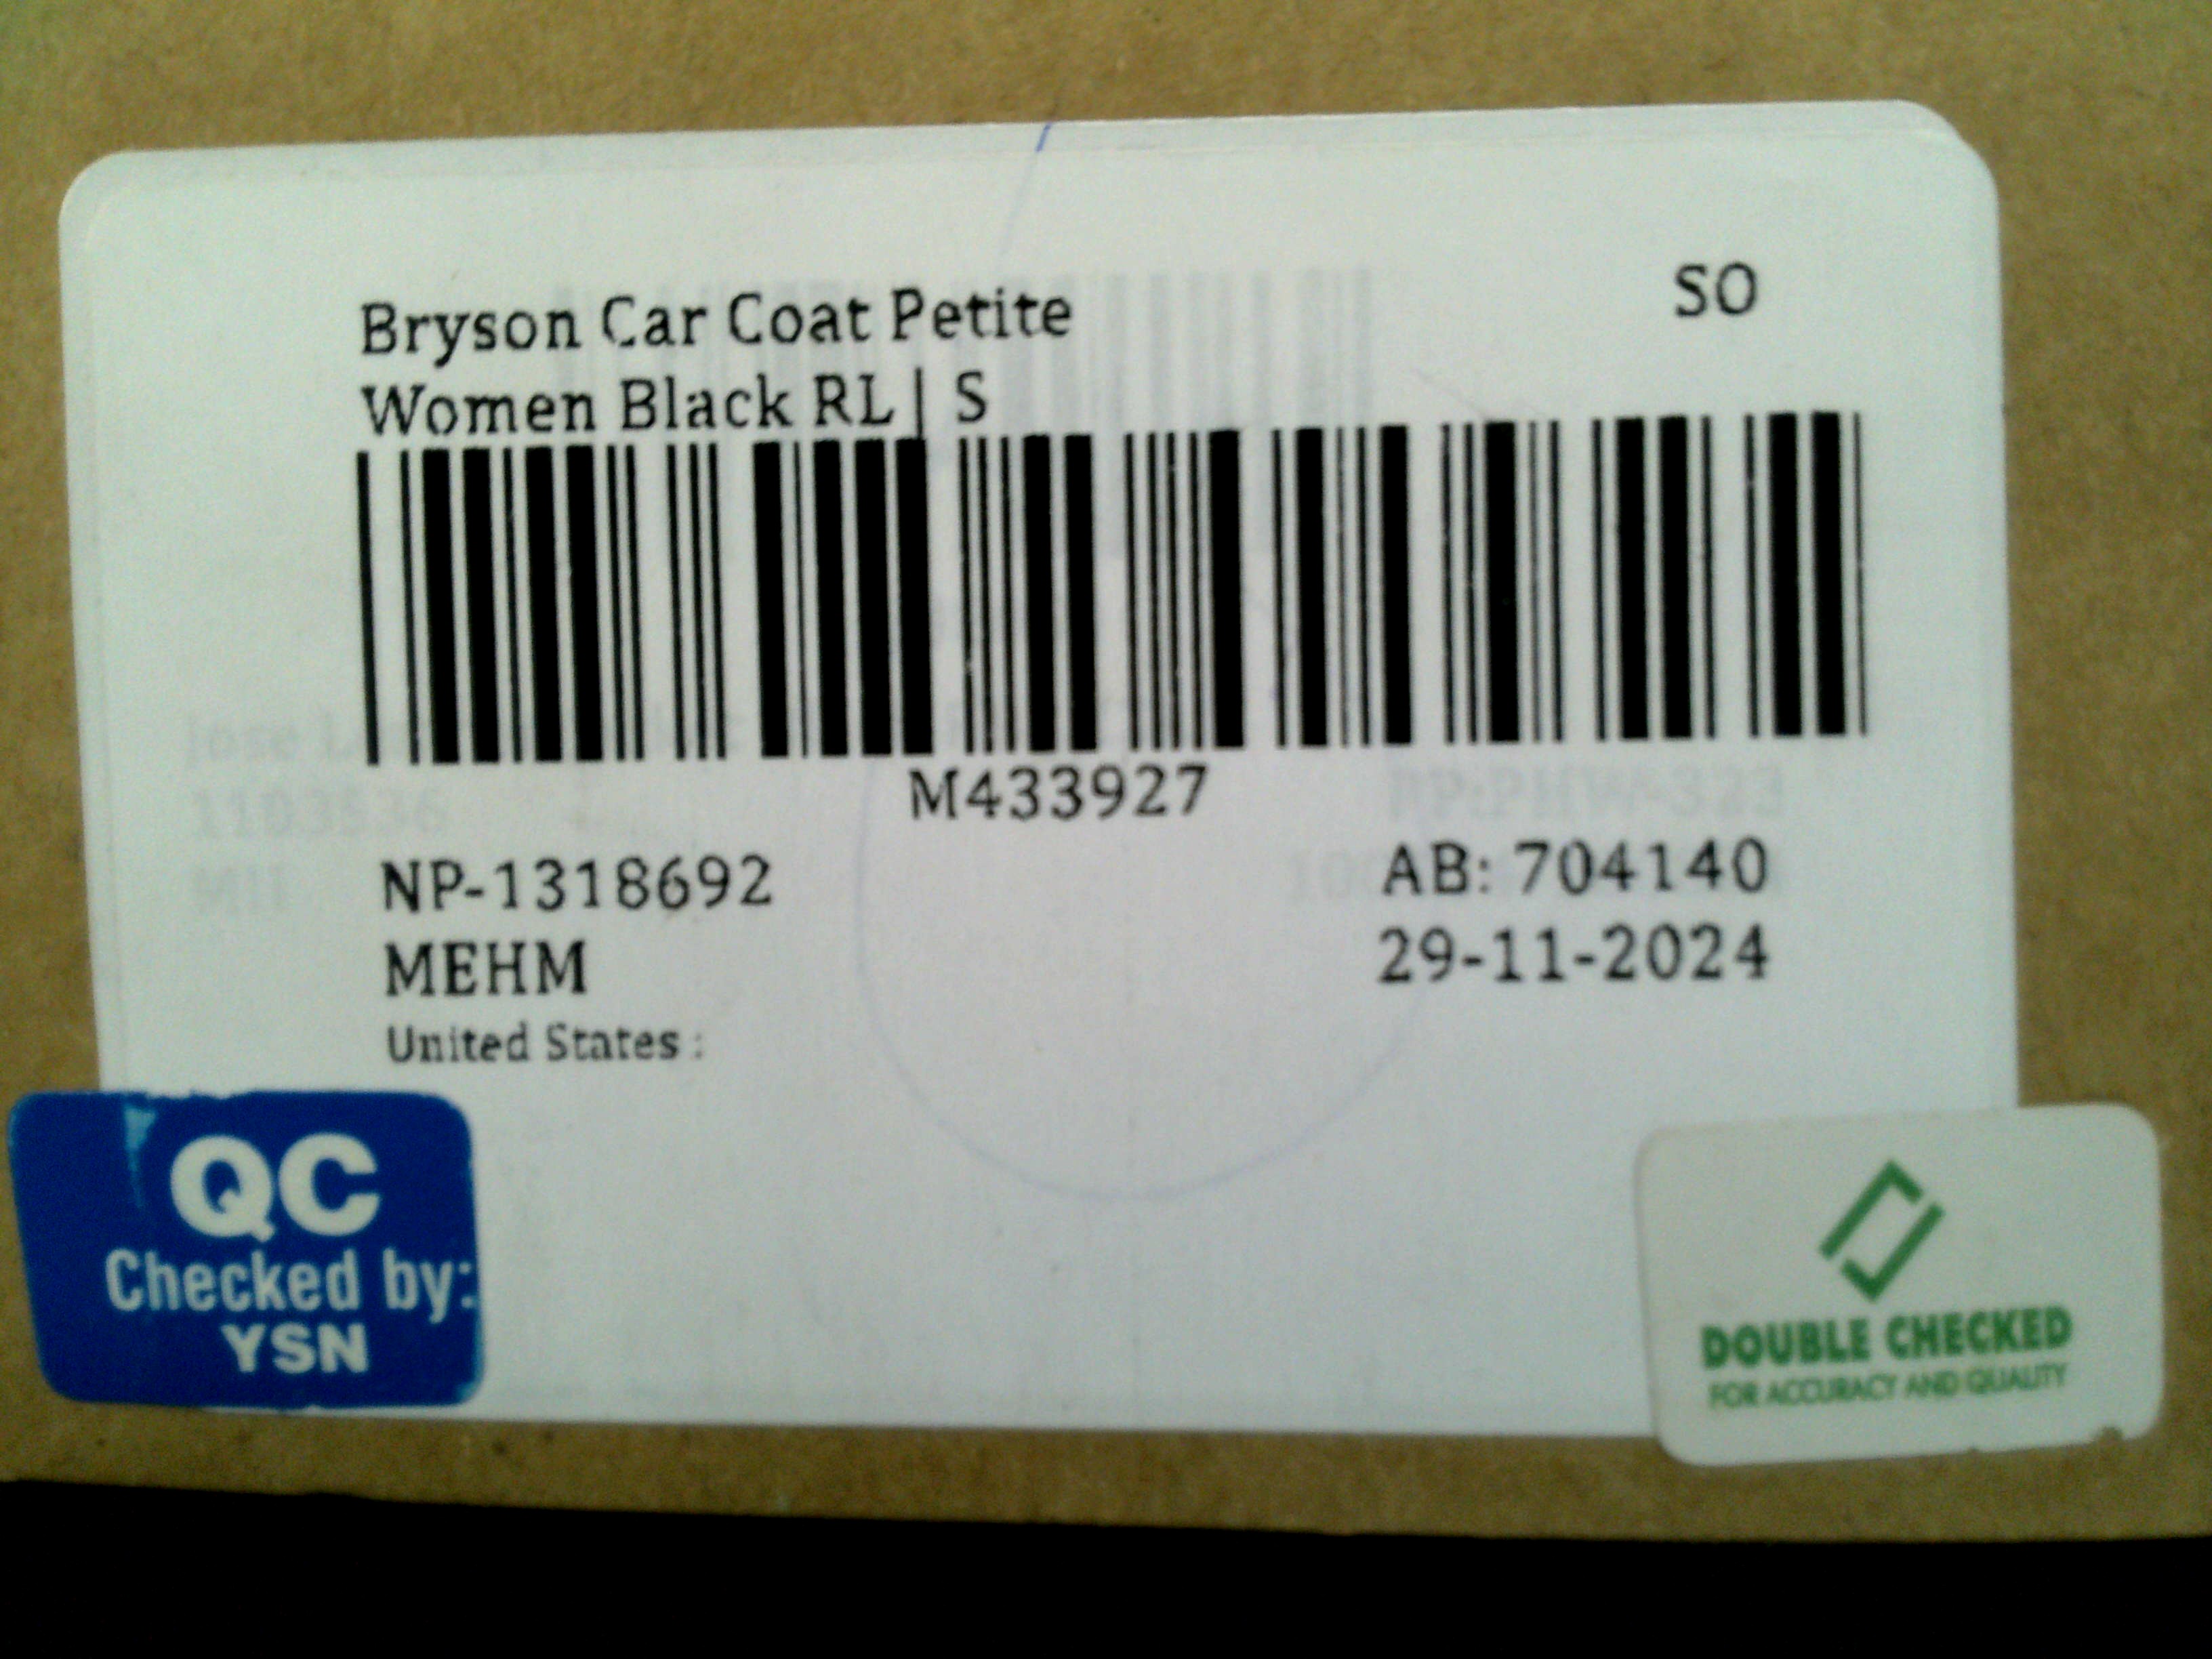 SO
Bryson Car Coat Petite
Women Black RL | S
M433927
NP-1318692
AB: 704140
MEHM
29-11-2024
United States :
QC
Checked by:
YSN
DOUBLE CHECKED
FOR ACCURACY AND QUALITY